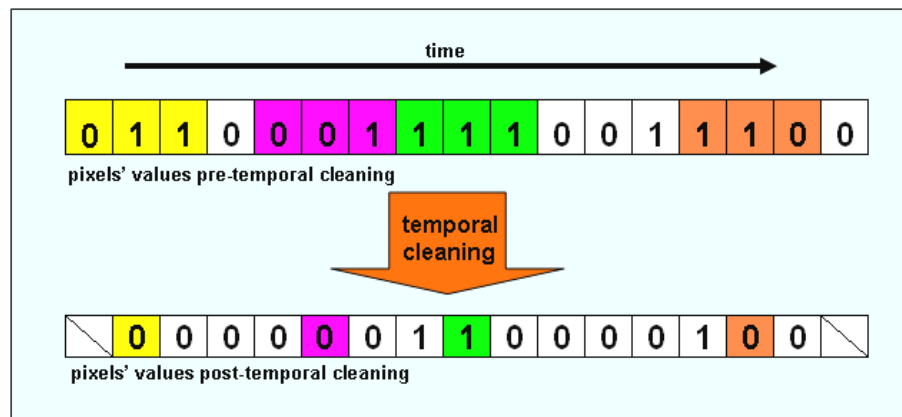 time
0 1 1 0 0 0 1 1 1 1 0 0 1 1 1 0 0
pixels' values pre-temporal cleaning
temporal
cleaning
0 0 0 0 0 0 1 1 0 0 0 0 1 0 0
pixels' values post-temporal cleaning